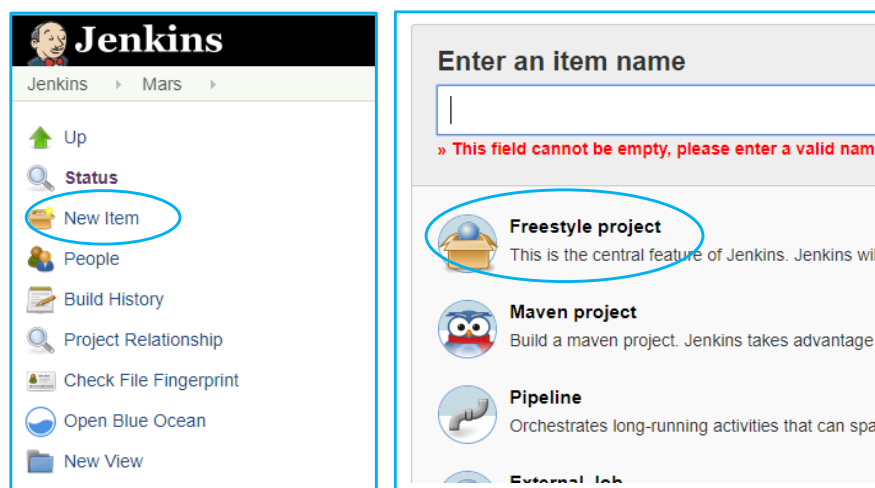 Jenkins
Jenkins Mars
Up
Status
New Item
People
Build History
Project Relationship
Check File Fingerprint
Open Blue Ocean
New View
Enter an item name
» This field cannot be empty, please enter a valid nam
Freestyle project
This is the central feature of Jenkins. Jenkins wil
Maven project
Build a maven project. Jenkins takes advantage
Pipeline
Orchestrates long-running activities that can spa
External Job